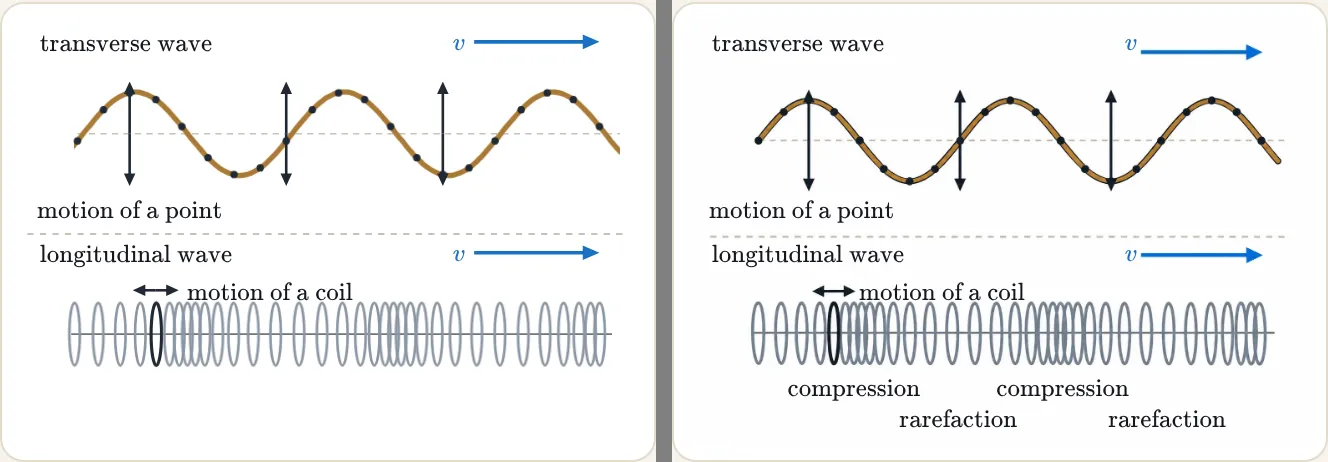 transverse wave
v
motion of a point
longitudinal wave
v
motion of a coil
transverse wave
v
motion of a point
longitudinal wave
v
motion of a coil
compression
compression
rarefaction
rarefaction